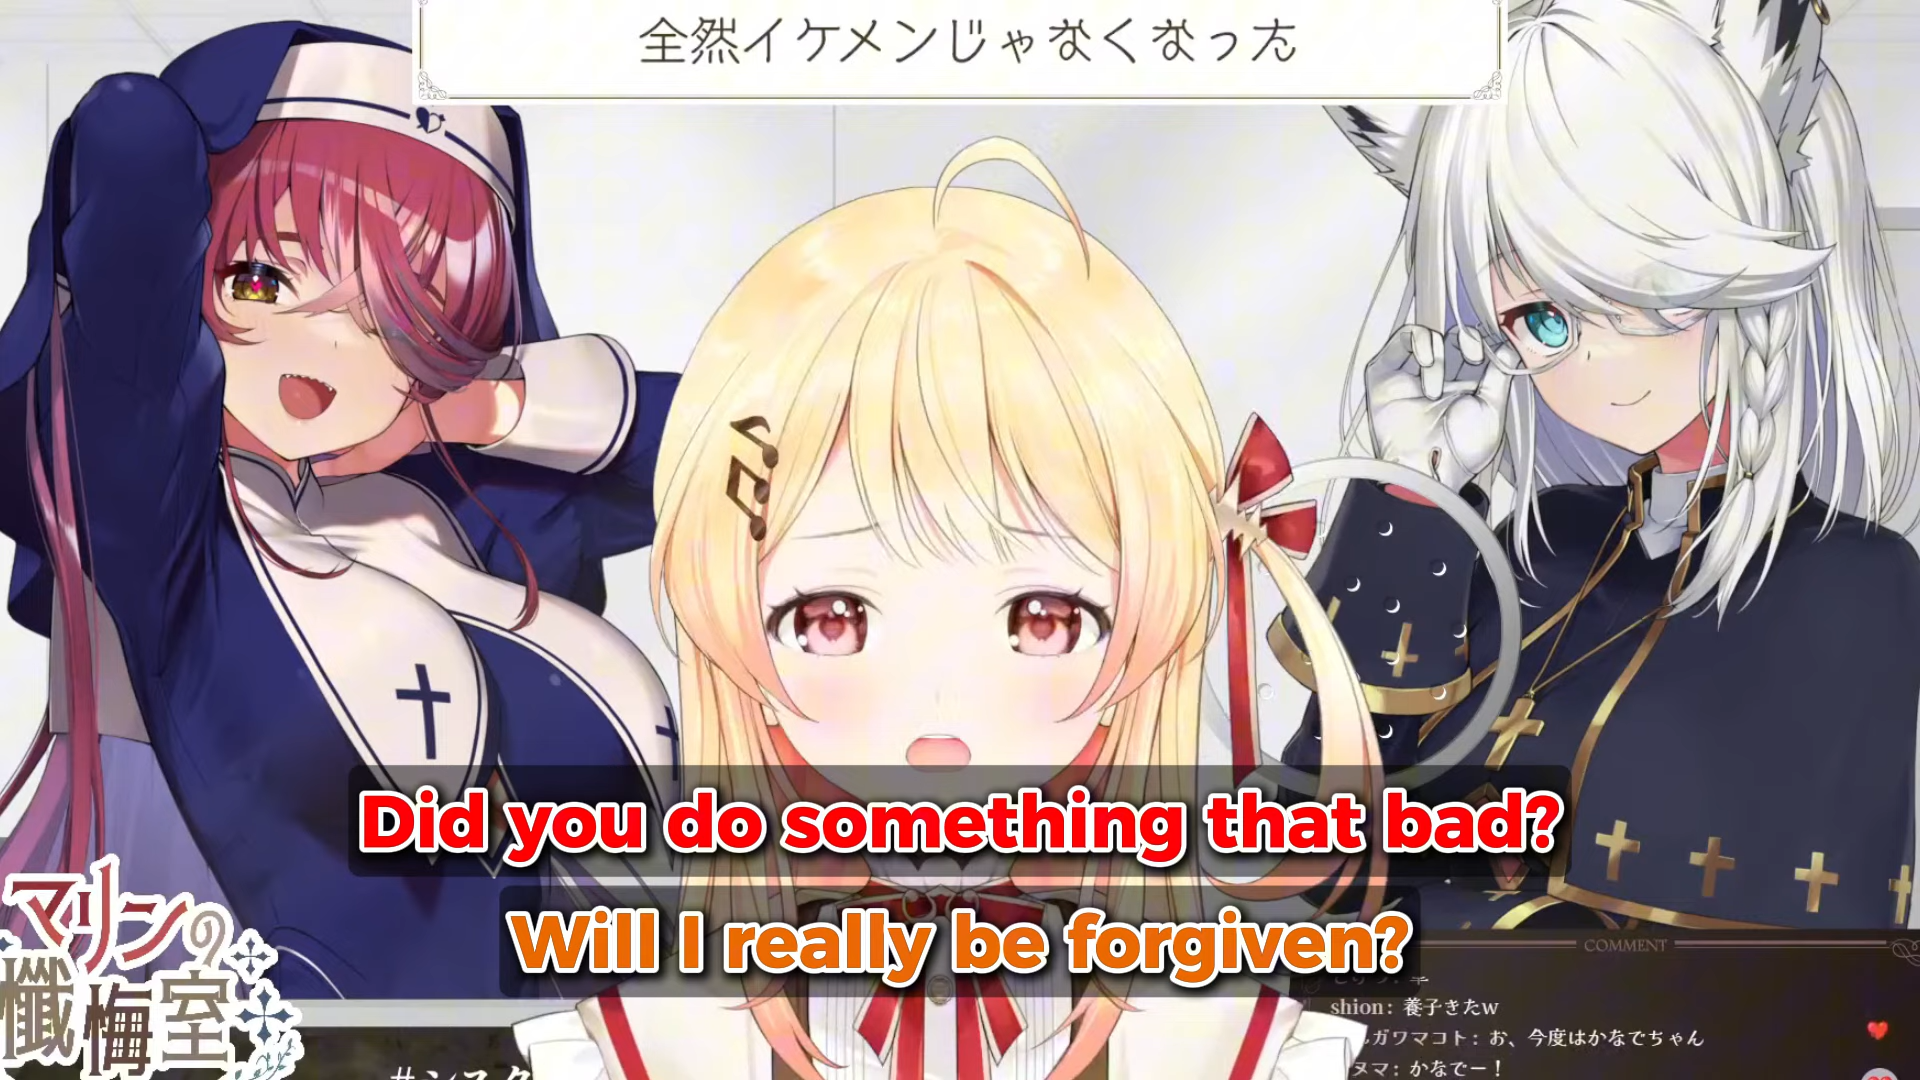 全然イケメンじゃなくなった
Did you do something that bad?
Will I really be forgiven?
マリンの
懺悔室
COMMENT
shion: 養子きたw
ガワマコト: お、今度はかなでちゃん
タマ: かなでー!